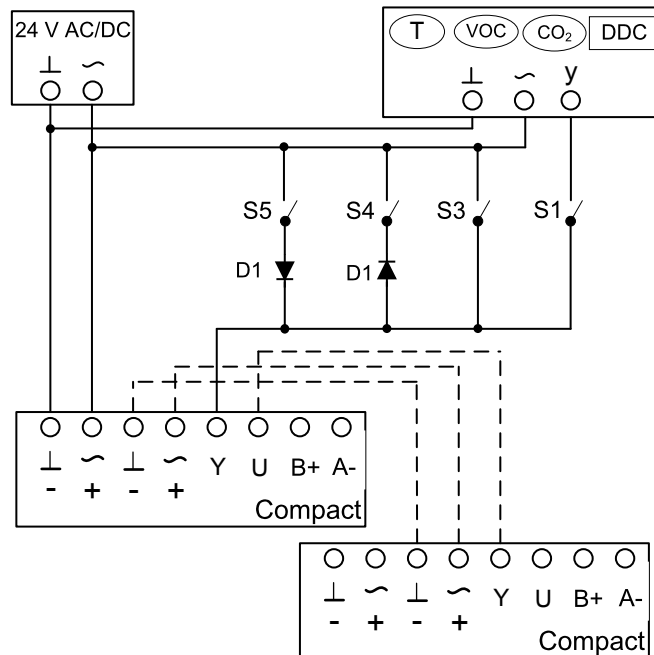 24 V AC/DC
⊥ ~
T VOC CO₂ DDC
⊥ ~ y
S5 S4 S3 S1
D1 D1
⊥ ~ ⊥ ~ Y U B+ A-
- + - +
Compact
⊥ ~ ⊥ ~ Y U B+ A-
- + - +
Compact